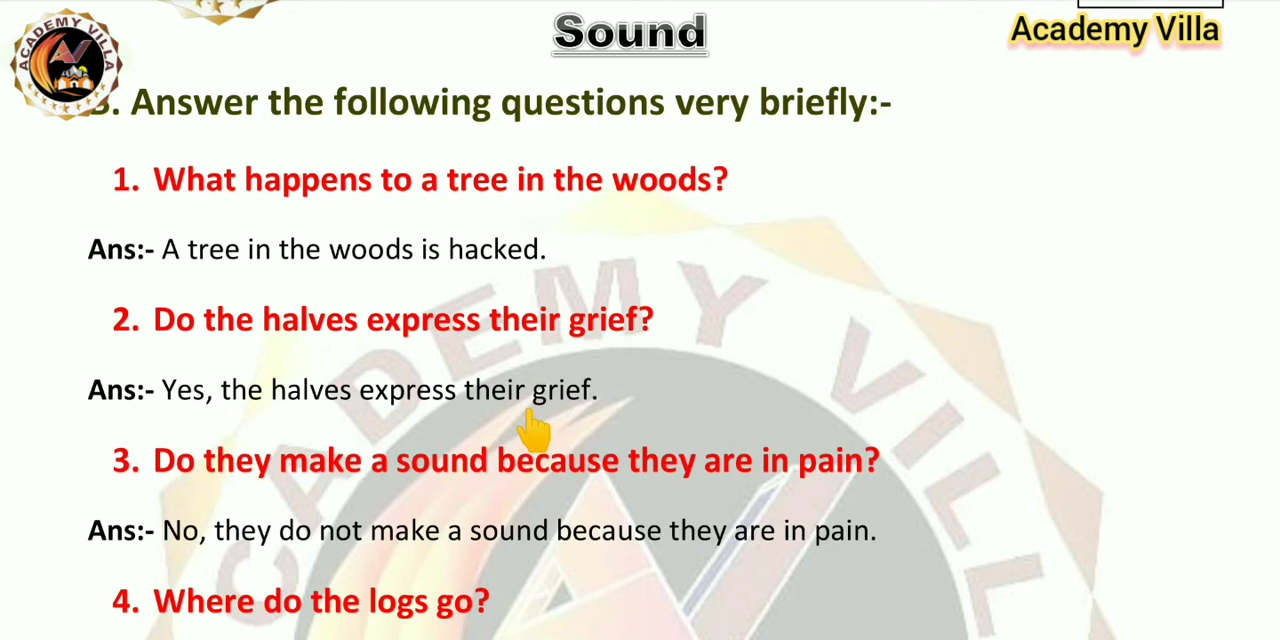 Sound
Academy Villa
ACADEMY VILLA
B. Answer the following questions very briefly:-
1. What happens to a tree in the woods?
Ans:- A tree in the woods is hacked.
2. Do the halves express their grief?
Ans:- Yes, the halves express their grief.
3. Do they make a sound because they are in pain?
Ans:- No, they do not make a sound because they are in pain.
4. Where do the logs go?
ACADEMY VILLA